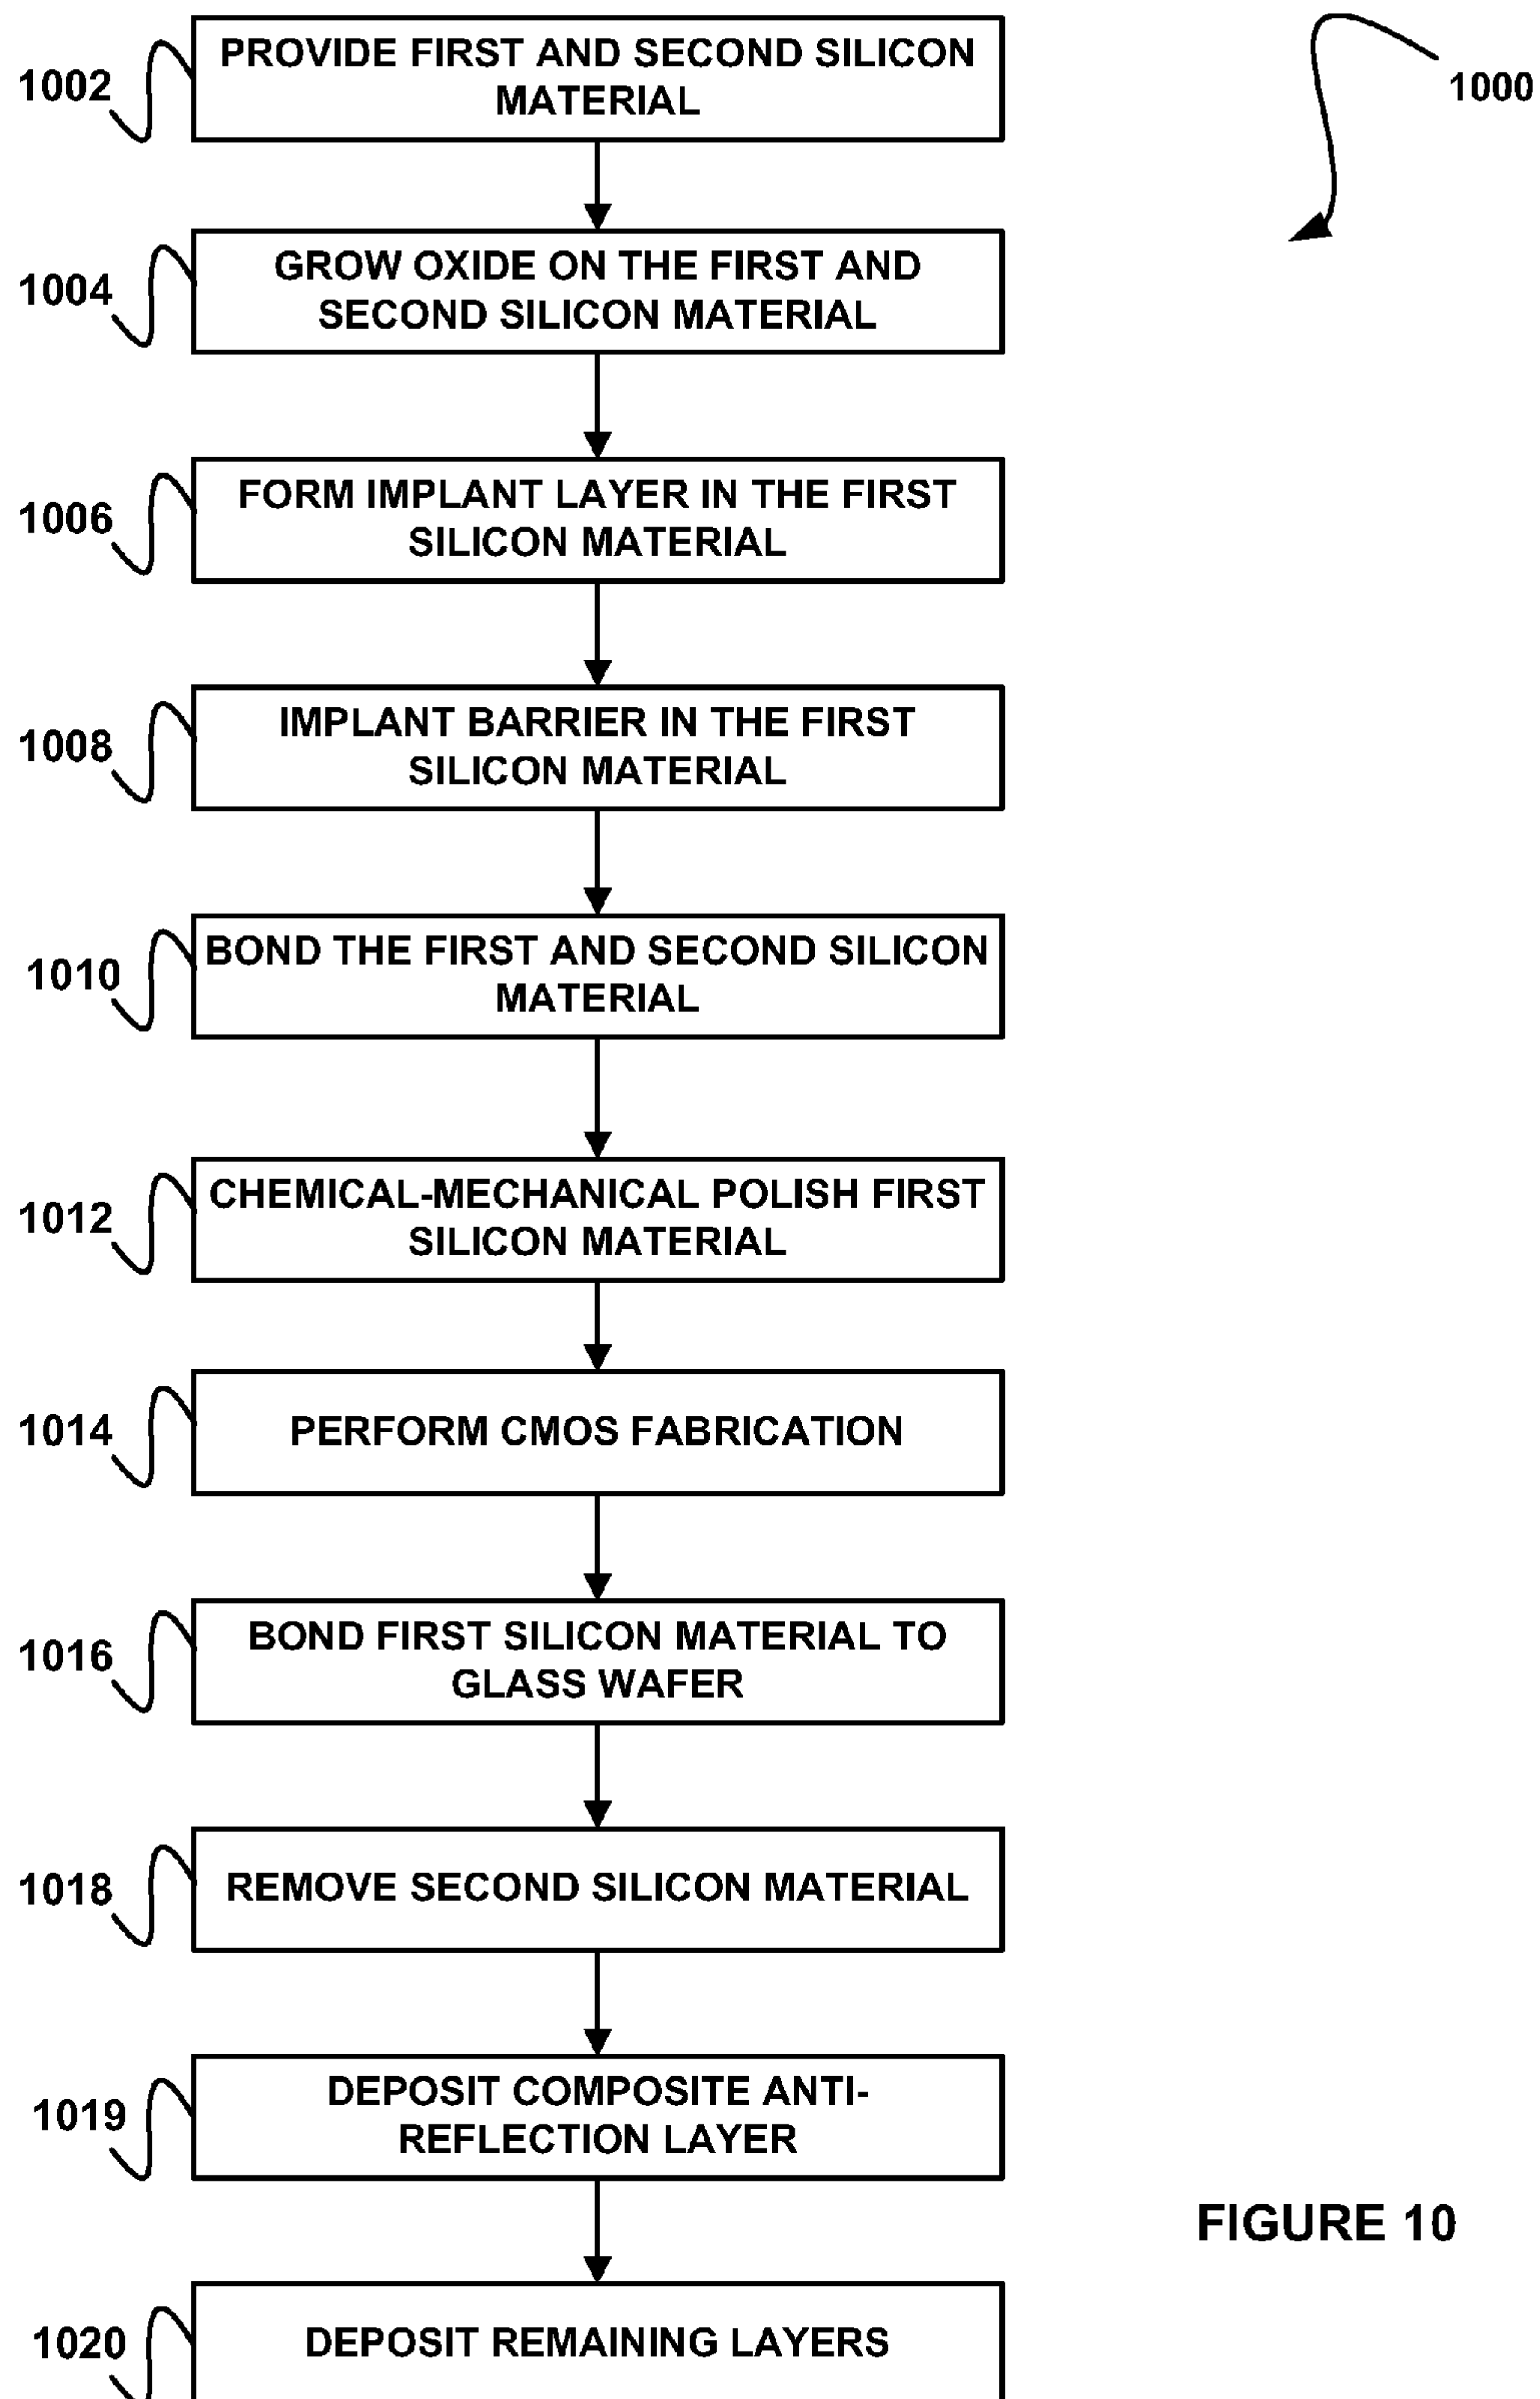 PROVIDE FIRST AND SECOND SILICON
MATERIAL
1002
1000
GROW OXIDE ON THE FIRST AND
SECOND SILICON MATERIAL
1004
FORM IMPLANT LAYER IN THE FIRST
SILICON MATERIAL
1006
IMPLANT BARRIER IN THE FIRST
SILICON MATERIAL
1008
BOND THE FIRST AND SECOND SILICON
MATERIAL
1010
CHEMICAL-MECHANICAL POLISH FIRST
SILICON MATERIAL
1012
PERFORM CMOS FABRICATION
1014
BOND FIRST SILICON MATERIAL TO
GLASS WAFER
1016
REMOVE SECOND SILICON MATERIAL
1018
DEPOSIT COMPOSITE ANTI-
REFLECTION LAYER
1019
FIGURE 10
DEPOSIT REMAINING LAYERS
1020